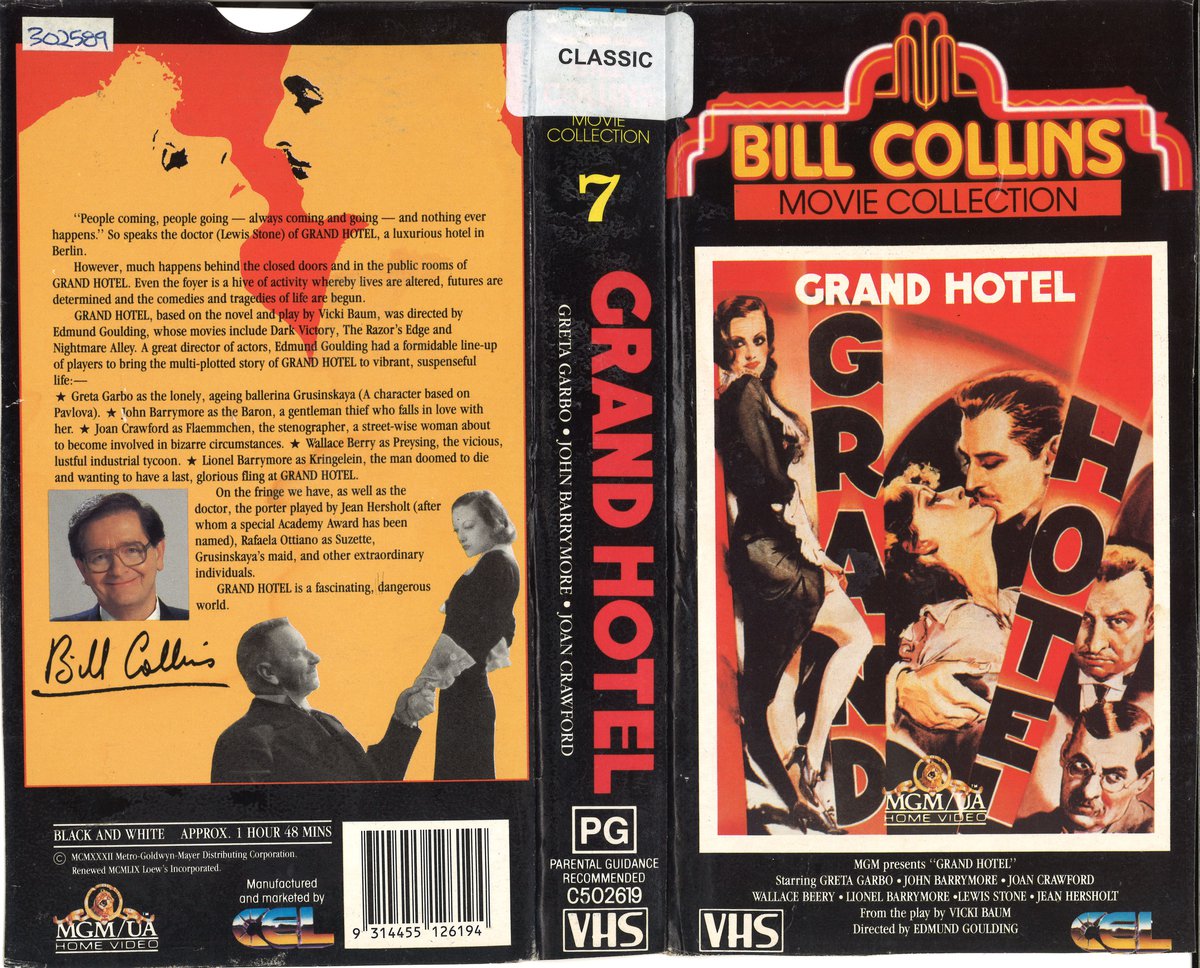 302589
"People coming, people going — always coming and going — and nothing ever
happens." So speaks the doctor (Lewis Stone) of GRAND HOTEL, a luxurious hotel in
Berlin.
However, much happens behind the closed doors and in the public rooms of
GRAND HOTEL. Even the foyer is a hive of activity whereby lives are altered, futures are
determined and the comedies and tragedies of life are begun.
GRAND HOTEL, based on the novel and play by Vicki Baum, was directed by
Edmund Goulding, whose movies include Dark Victory, The Razor's Edge and
Nightmare Alley. A great director of actors, Edmund Goulding had a formidable line-up
of players to bring the multi-plotted story of GRAND HOTEL to vibrant, suspenseful
life:—
★ Greta Garbo as the lonely, ageing ballerina Grusinskaya (A character based on
Pavlova). ★ John Barrymore as the Baron, a gentleman thief who falls in love with
her. ★ Joan Crawford as Flaemmchen, the stenographer, a street-wise woman about
to become involved in bizarre circumstances. ★ Wallace Berry as Preysing, the vicious,
lustful industrial tycoon. ★ Lionel Barrymore as Kringelein, the man doomed to die
and wanting to have a last, glorious fling at GRAND HOTEL.
On the fringe we have, as well as the
doctor, the porter played by Jean Hersholt (after
whom a special Academy Award has been
named), Rafaela Ottiano as Suzette,
Grusinskaya's maid, and other extraordinary
individuals.
GRAND HOTEL is a fascinating, dangerous
world.
Bill Collins
BLACK AND WHITE APPROX. 1 HOUR 48 MINS
© MCMXXXII Metro-Goldwyn-Mayer Distributing Corporation.
Renewed MCMLIX Loew's Incorporated.
MGM/UA
HOME VIDEO
Manufactured
and marketed by
CEL
9 314455 126194
CLASSIC
MOVIE
COLLECTION
7
GRAND HOTEL
GRETA GARBO • JOHN BARRYMORE • JOAN CRAWFORD
PG
PARENTAL GUIDANCE
RECOMMENDED
C502619
VHS
BILL COLLINS
MOVIE COLLECTION
GRAND HOTEL
GRAND
HOTEL
MGM/UA
HOME VIDEO
MGM presents "GRAND HOTEL"
Starring GRETA GARBO • JOHN BARRYMORE • JOAN CRAWFORD
WALLACE BEERY • LIONEL BARRYMORE • LEWIS STONE • JEAN HERSHOLT
From the play by VICKI BAUM
Directed by EDMUND GOULDING
VHS
CEL